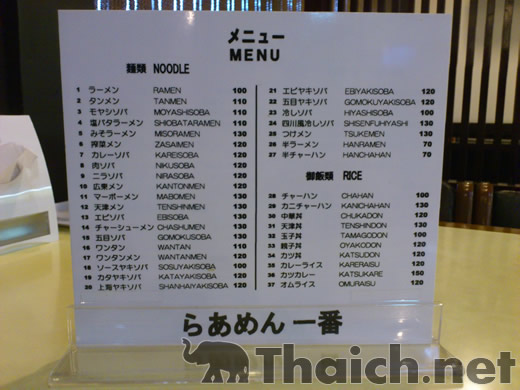 メニュー
MENU
麺類 NOODLE
1 ラーメン RAMEN 100
2 タンメン TANMEN 110
3 モヤシソバ MOYASHISOBA 110
4 塩バタラーメン SHIOBATARAMEN 110
5 みそラーメン MISORAMEN 130
6 搾菜メン ZASAIMEN 120
7 カレーソバ KAREISOBA 120
8 肉ソバ NIKUSOBA 120
9 ニラソバ NIRASOBA 120
10 広東メン KANTONMEN 120
11 マーボーメン MABOMEN 130
12 天津メン TENSHINMEN 130
13 エビソバ EBISOBA 130
14 チャーシューメン CHASHUMEN 130
15 五目ソバ GOMOKUSOBA 130
16 ワンタン WANTAN 110
17 ワンタンメン WANTANMEN 120
18 ソースヤキソバ SOSUYAKISOBA 100
19 カタヤキソバ KATAYAKISOBA 120
20 上海ヤキソバ SHANHAIYAKISOBA 120
21 エビヤキソバ EBIYAKISOBA 120
22 五目ヤキソバ GOMOKUYAKISOBA 120
23 冷しソバ HIYASHISOBA 100
24 四川風冷しソバ SHISENFUHIYASHI 130
25 つけメン TSUKEMEN 130
26 半ラーメン HANRAMEN 70
27 半チャーハン HANCHAHAN 70
御飯類 RICE
28 チャーハン CHAHAN 100
29 カニチャーハン KANICHAHAN 130
30 中華丼 CHUKADON 120
31 天津丼 TENSHINDON 130
32 玉子丼 TAMAGODON 100
33 親子丼 OYAKODON 120
34 カツ丼 KATSUDON 120
35 カレーライス KARERAISU 120
36 カツカレー KATSUKARE 150
37 オムライス OMURAISU 120
らあめん 一番
Thaich.net